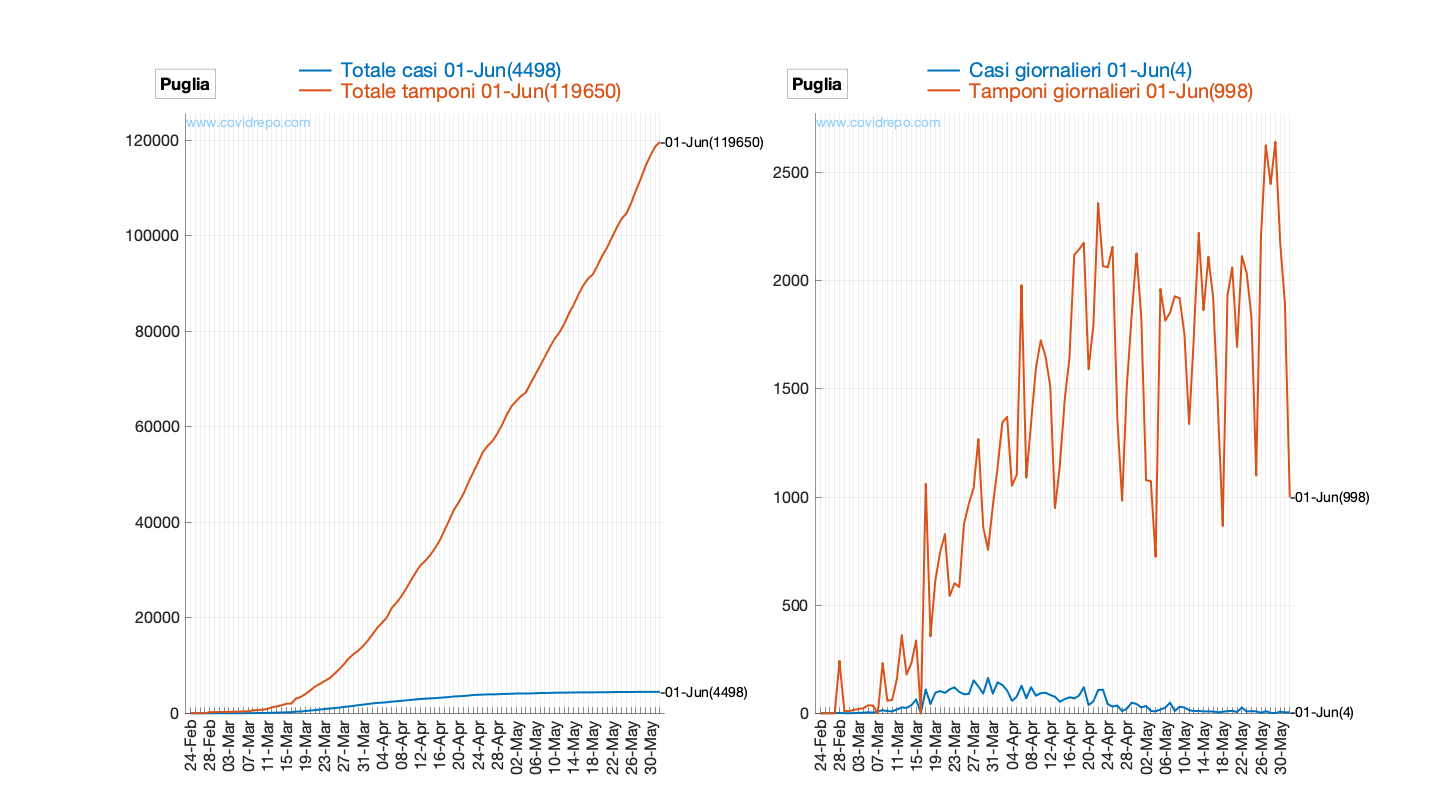 Puglia
Totale casi 01-Jun(4498)
Totale tamponi 01-Jun(119650)
www.covidrepo.com
120000
100000
80000
60000
40000
20000
0
-01-Jun(119650)
-01-Jun(4498)
24-Feb
28-Feb
03-Mar
07-Mar
11-Mar
15-Mar
19-Mar
23-Mar
27-Mar
31-Mar
04-Apr
08-Apr
12-Apr
16-Apr
20-Apr
24-Apr
28-Apr
02-May
06-May
10-May
14-May
18-May
22-May
26-May
30-May
Puglia
Casi giornalieri 01-Jun(4)
Tamponi giornalieri 01-Jun(998)
www.covidrepo.com
2500
2000
1500
1000
500
0
-01-Jun(998)
-01-Jun(4)
24-Feb
28-Feb
03-Mar
07-Mar
11-Mar
15-Mar
19-Mar
23-Mar
27-Mar
31-Mar
04-Apr
08-Apr
12-Apr
16-Apr
20-Apr
24-Apr
28-Apr
02-May
06-May
10-May
14-May
18-May
22-May
26-May
30-May